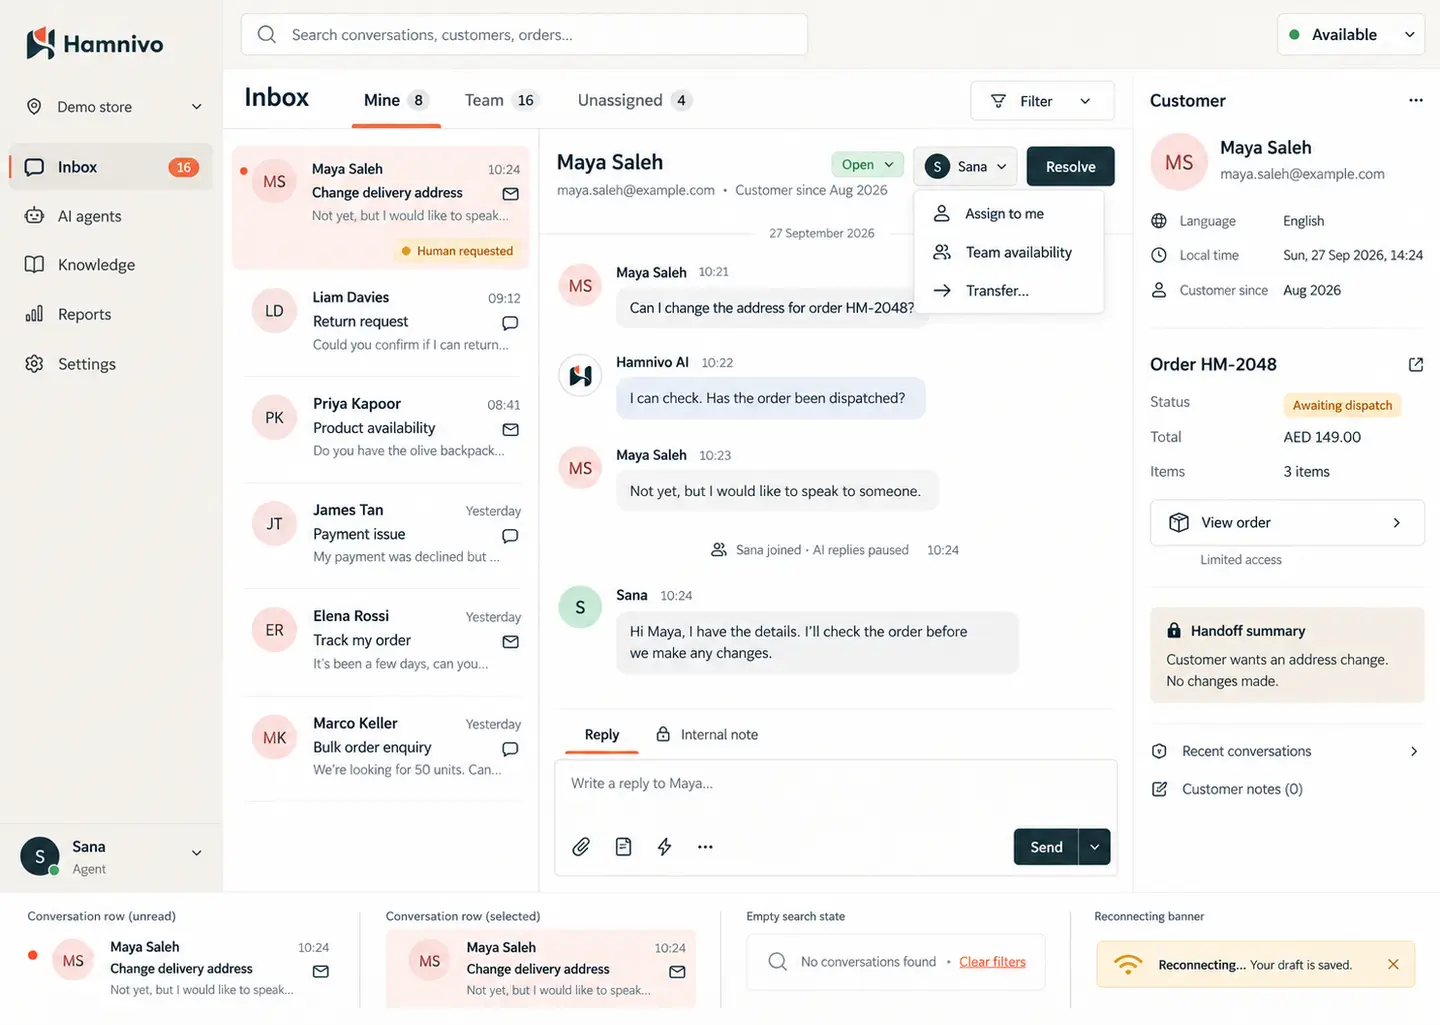 Hamnivo
Search conversations, customers, orders...
Available
Demo store
Inbox 16
AI agents
Knowledge
Reports
Settings
Sana
Agent
Inbox
Mine 8
Team 16
Unassigned 4
Filter
MS
Maya Saleh 10:24
Change delivery address
Not yet, but I would like to speak...
Human requested
LD
Liam Davies 09:12
Return request
Could you confirm if I can return...
PK
Priya Kapoor 08:41
Product availability
Do you have the olive backpack...
JT
James Tan Yesterday
Payment issue
My payment was declined but ...
ER
Elena Rossi Yesterday
Track my order
It's been a few days, can you...
MK
Marco Keller Yesterday
Bulk order enquiry
We're looking for 50 units. Can...
Maya Saleh
maya.saleh@example.com • Customer since Aug 2026
Open
S Sana
Resolve
Assign to me
Team availability
Transfer...
27 September 2026
MS
Maya Saleh 10:21
Can I change the address for order HM-2048?
Hamnivo AI 10:22
I can check. Has the order been dispatched?
MS
Maya Saleh 10:23
Not yet, but I would like to speak to someone.
Sana joined · AI replies paused 10:24
S
Sana 10:24
Hi Maya, I have the details. I'll check the order before
we make any changes.
Reply
Internal note
Write a reply to Maya...
Send
Customer
MS
Maya Saleh
maya.saleh@example.com
Language English
Local time Sun, 27 Sep 2026, 14:24
Customer since Aug 2026
Order HM-2048
Status Awaiting dispatch
Total AED 149.00
Items 3 items
View order
Limited access
Handoff summary
Customer wants an address change.
No changes made.
Recent conversations
Customer notes (0)
S
Conversation row (unread)
MS
Maya Saleh 10:24
Change delivery address
Not yet, but I would like to speak...
Conversation row (selected)
MS
Maya Saleh 10:24
Change delivery address
Not yet, but I would like to speak...
Empty search state
No conversations found • Clear filters
Reconnecting banner
Reconnecting... Your draft is saved.